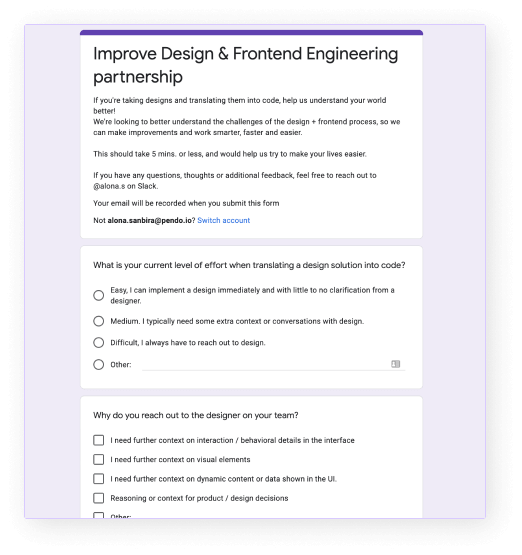 Improve Design & Frontend Engineering
partnership
If you're taking designs and translating them into code, help us understand your world
better!
We're looking to better understand the challenges of the design + frontend process, so we
can make improvements and work smarter, faster and easier.
This should take 5 mins. or less, and would help us try to make your lives easier.
If you have any questions, thoughts or additional feedback, feel free to reach out to
@alona.s on Slack.
Your email will be recorded when you submit this form
Not alona.sanbira@pendo.io? Switch account
What is your current level of effort when translating a design solution into code?
Easy, I can implement a design immediately and with little to no clarification from a
designer.
Medium. I typically need some extra context or conversations with design.
Difficult, I always have to reach out to design.
Other:
Why do you reach out to the designer on your team?
I need further context on interaction / behavioral details in the interface
I need further context on visual elements
I need further context on dynamic content or data shown in the UI.
Reasoning or context for product / design decisions
Other: